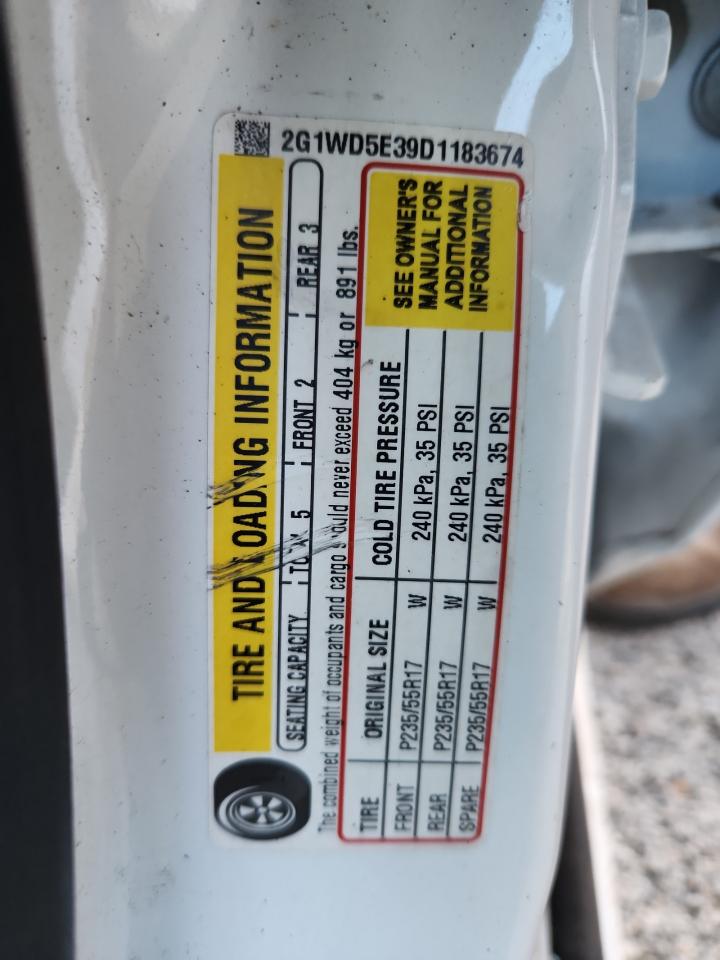 2G1WD5E39D1183674
TIRE AND LOADING INFORMATION
SEATING CAPACITY TOTAL 5 FRONT 2 REAR 3
The combined weight of occupants and cargo should never exceed 404 kg or 891 lbs.
TIRE ORIGINAL SIZE COLD TIRE PRESSURE
FRONT P235/55R17 W 240 kPa, 35 PSI
REAR P235/55R17 W 240 kPa, 35 PSI
SPARE P235/55R17 W 240 kPa, 35 PSI
SEE OWNER'S
MANUAL FOR
ADDITIONAL
INFORMATION